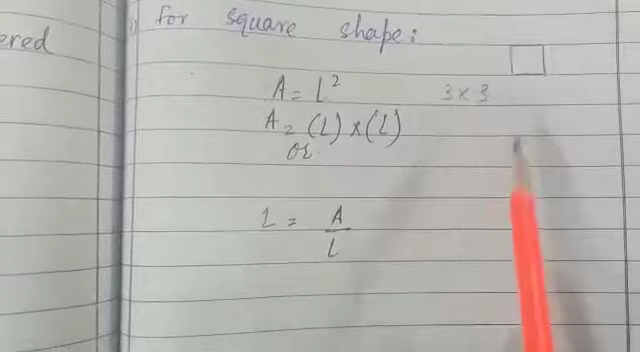 ered
i) for square shape:
A = L²
3 × 3
A = (L) × (L)
or
L = A
L